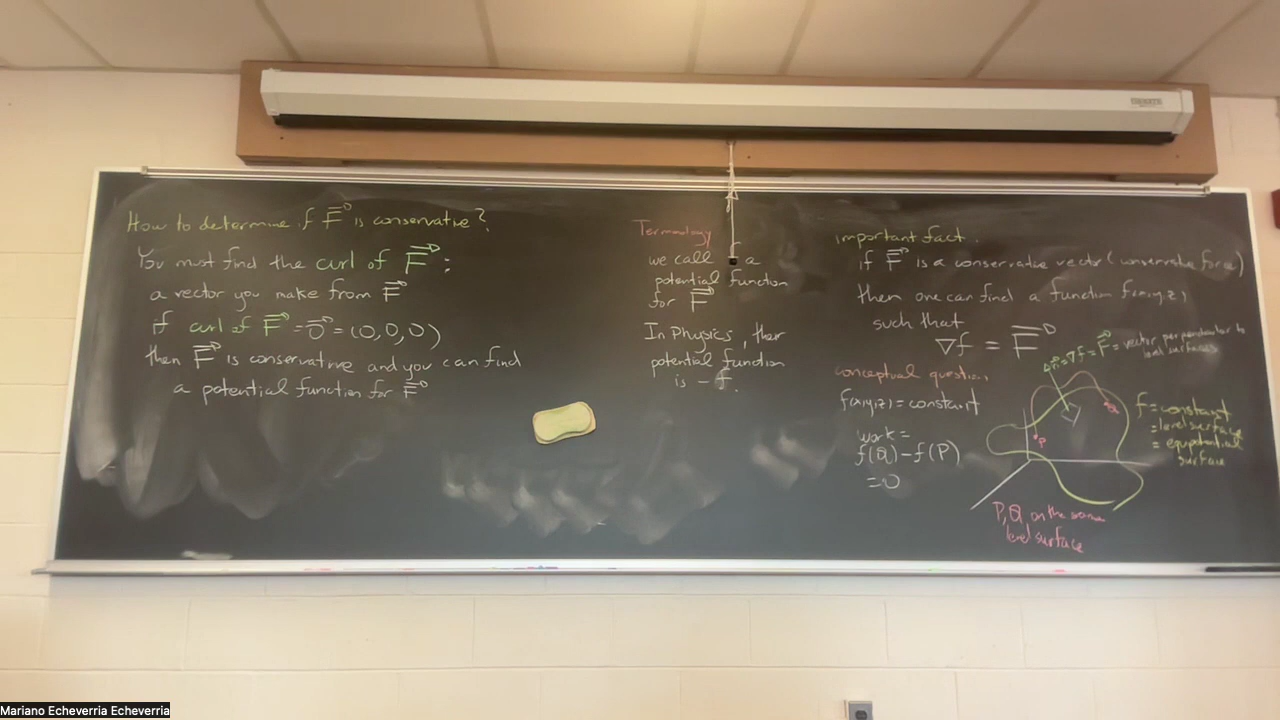 How to determine if F is conservative?
You must find the curl of F:
a vector you make from F
if curl of F = 0 = (0,0,0)
then F is conservative and you can find
a potential function for F
Terminology
we call f a
potential function
for F
In Physics, their
potential function
is - f.
important fact.
if F is a conservative vector (conservative force)
then one can find a function f(x,y,z)
such that
∇f = F
conceptual question
f(x,y,z) = constant
work =
f(Q) - f(P)
= 0
= ∇f = F = vector perpendicular to
level surfaces
P
Q
f = constant
= level surface
= equipotential
surface
P, Q on the same
level surface
Mariano Echeverria Echeverria